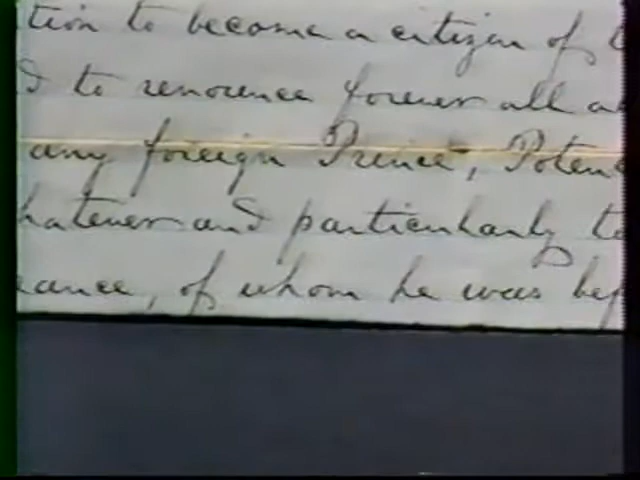 tion to become a citizen of t
d to renounce forever all a
any foreign Prince, Poten
hatever and particularly to
rance, of whom he was bef